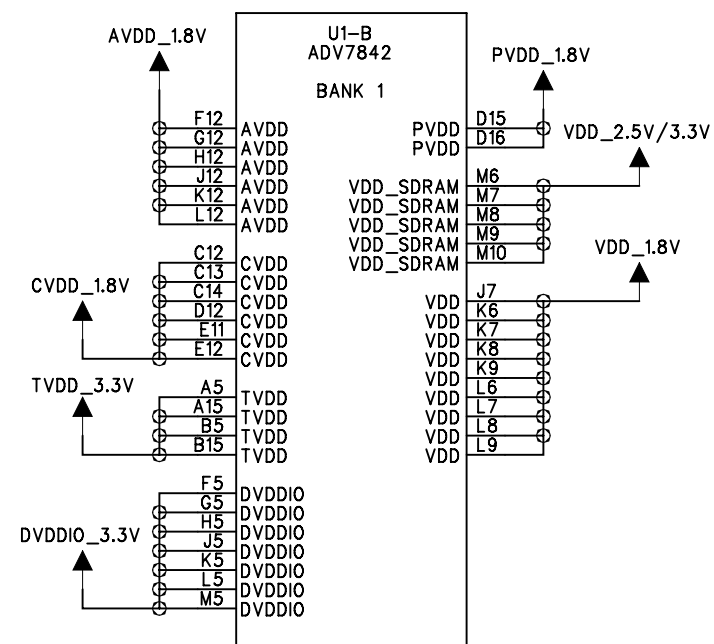 U1-B
ADV7842
BANK 1
AVDD_1.8V
F12 AVDD
G12 AVDD
H12 AVDD
J12 AVDD
K12 AVDD
L12 AVDD
CVDD_1.8V
C12 CVDD
C13 CVDD
C14 CVDD
D12 CVDD
E11 CVDD
E12 CVDD
TVDD_3.3V
A5 TVDD
A15 TVDD
B5 TVDD
B15 TVDD
DVDDIO_3.3V
F5 DVDDIO
G5 DVDDIO
H5 DVDDIO
J5 DVDDIO
K5 DVDDIO
L5 DVDDIO
M5 DVDDIO
PVDD_1.8V
PVDD D15
PVDD D16
VDD_2.5V/3.3V
VDD_SDRAM M6
VDD_SDRAM M7
VDD_SDRAM M8
VDD_SDRAM M9
VDD_SDRAM M10
VDD_1.8V
VDD J7
VDD K6
VDD K7
VDD K8
VDD K9
VDD L6
VDD L7
VDD L8
VDD L9